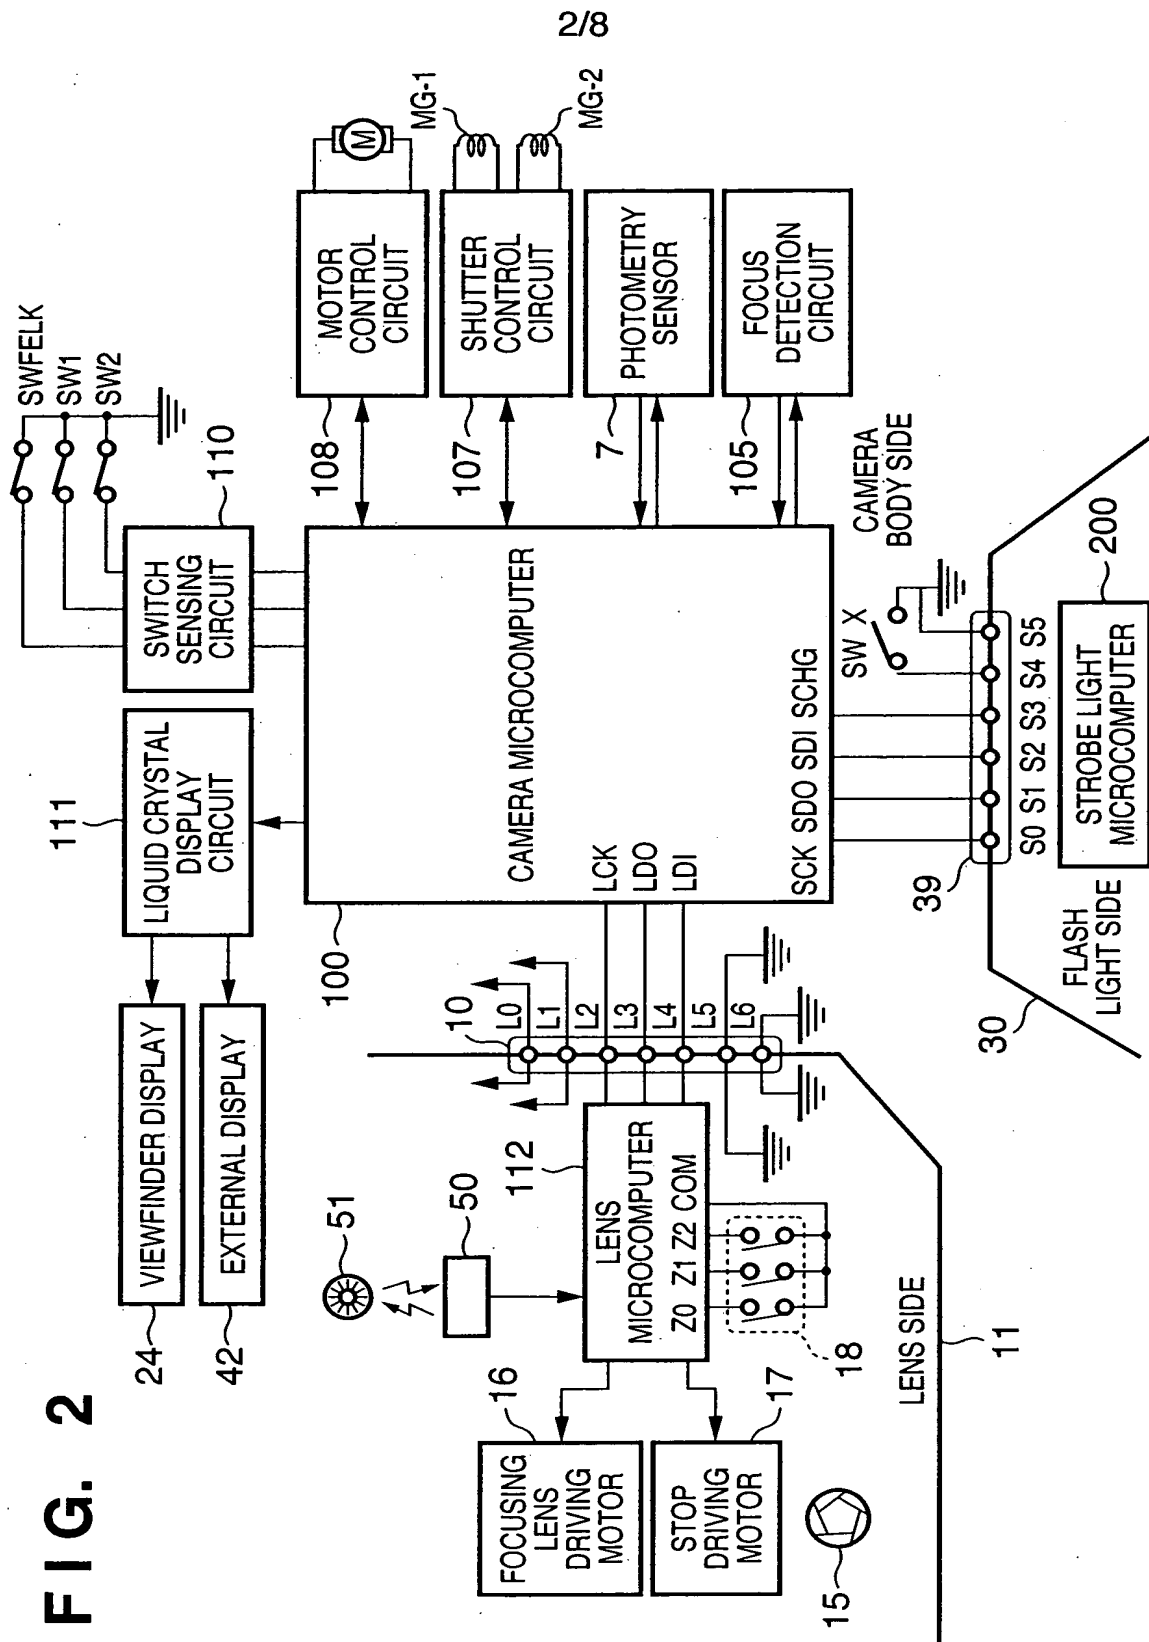 2/8
FIG. 2
24
VIEWFINDER DISPLAY
42
EXTERNAL DISPLAY
111
LIQUID CRYSTAL
DISPLAY
CIRCUIT
SWITCH
SENSING
CIRCUIT
110
SWFELK
SW1
SW2
100
CAMERA MICROCOMPUTER
LCK
LDO
LDI
SCK SDO SDI SCHG
108
MOTOR
CONTROL
CIRCUIT
M
107
SHUTTER
CONTROL
CIRCUIT
MG-1
MG-2
7
PHOTOMETRY
SENSOR
105
FOCUS
DETECTION
CIRCUIT
CAMERA
BODY SIDE
SW X
39
S0 S1 S2 S3 S4 S5
STROBE LIGHT
MICROCOMPUTER
200
FLASH
LIGHT SIDE
30
10
L0
L1
L2
L3
L4
L5
L6
51
50
112
LENS
MICROCOMPUTER
Z0 Z1 Z2 COM
18
16
FOCUSING
LENS
DRIVING
MOTOR
17
STOP
DRIVING
MOTOR
15
LENS SIDE
11